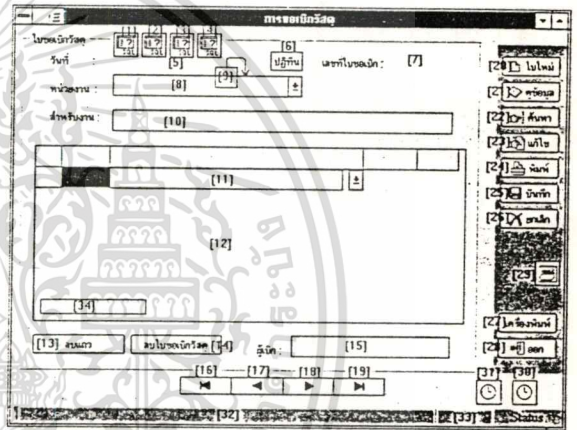 การขอเบิกวัสดุ
[1] [2] [3] [4]
ใบขอเบิกวัสดุ
วันที่ [5] [6] ปฏิทิน เลขที่ใบขอเบิก : [7]
หน่วยงาน : [8] [9]
สำหรับงาน : [10]
[11]
[12]
[34]
[13] ลบแถว ลบใบขอเบิกวัสดุ [14] ผู้เบิก : [15]
[16] [17] [18] [19]
[20] ใบใหม่
[21]
[22] ค้นหา
[23] แก้ไข
[24] พิมพ์
[25] บันทึก
[26] ยกเลิก
[29]
[27] เครื่องพิมพ์
[28] ออก
[32] [33] Status